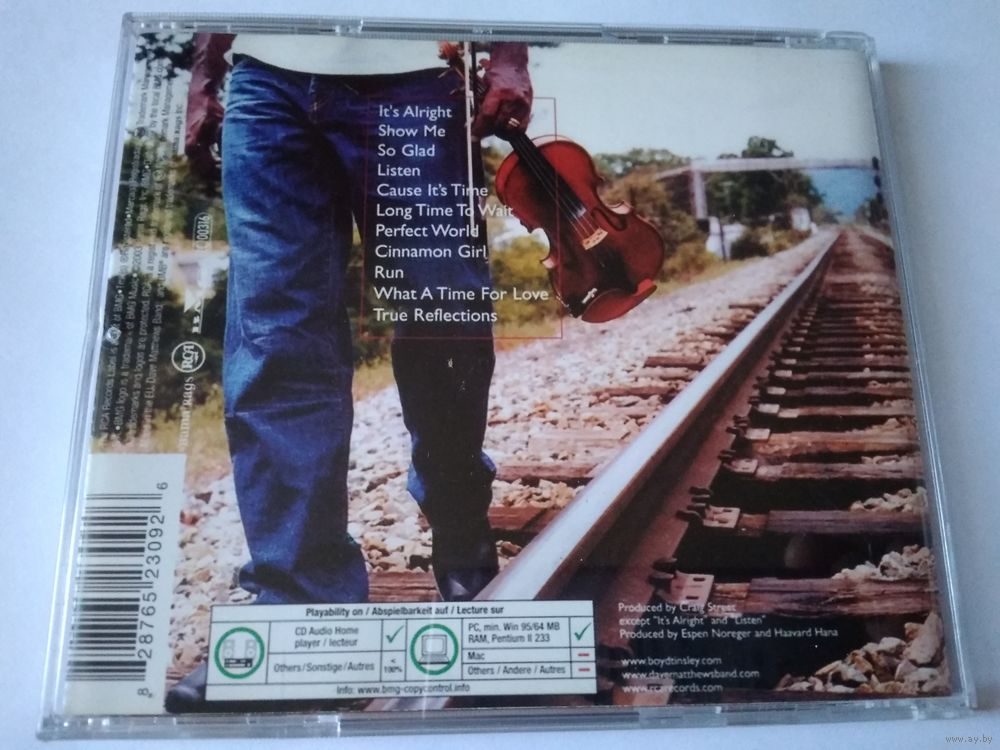 It's Alright
Show Me
So Glad
Listen
Cause It's Time
Long Time To Wait
Perfect World
Cinnamon Girl
Run
What A Time For Love
True Reflections
RCA
8 28765 23092 6
Playability on / Abspielbarkeit auf / Lecture sur
CD Audio Home
player / lecteur
Others / Sonstige / Autres
<
100%
PC, min. Win 95/64 MB
RAM, Pentium II 233
Mac
Others / Andere / Autres
Info: www.bmg-copycontrol.info
Produced by Craig Street
except "It's Alright" and "Listen"
Produced by Espen Noreger and Haavard Hana
www.boydtinsley.com
www.davematthewsband.com
www.rcarecords.com
www.ay.by